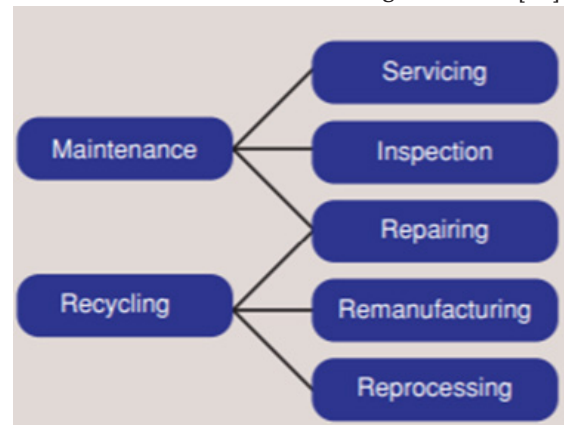 Servicing
Maintenance
Inspection
Repairing
Recycling
Remanufacturing
Reprocessing